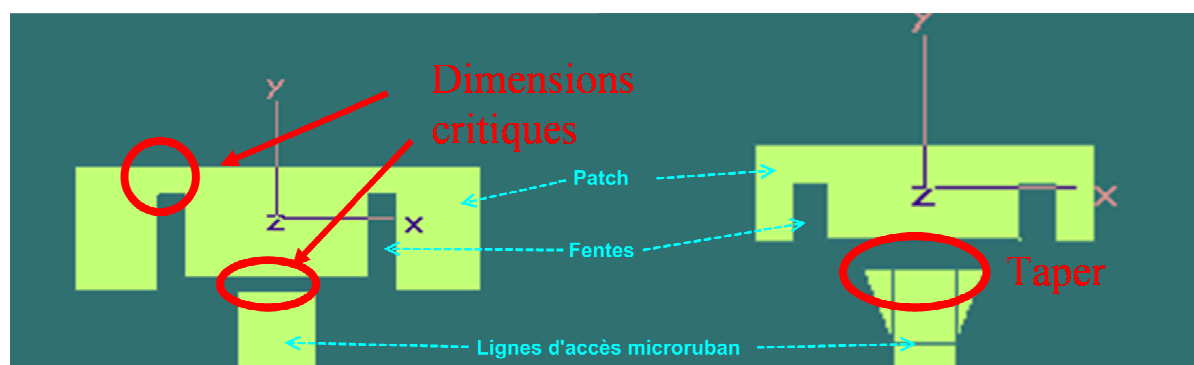 Y
Dimensions
critiques
Y
Patch
Z
X
Z
X
Fentes
Taper
Lignes d'accès microruban